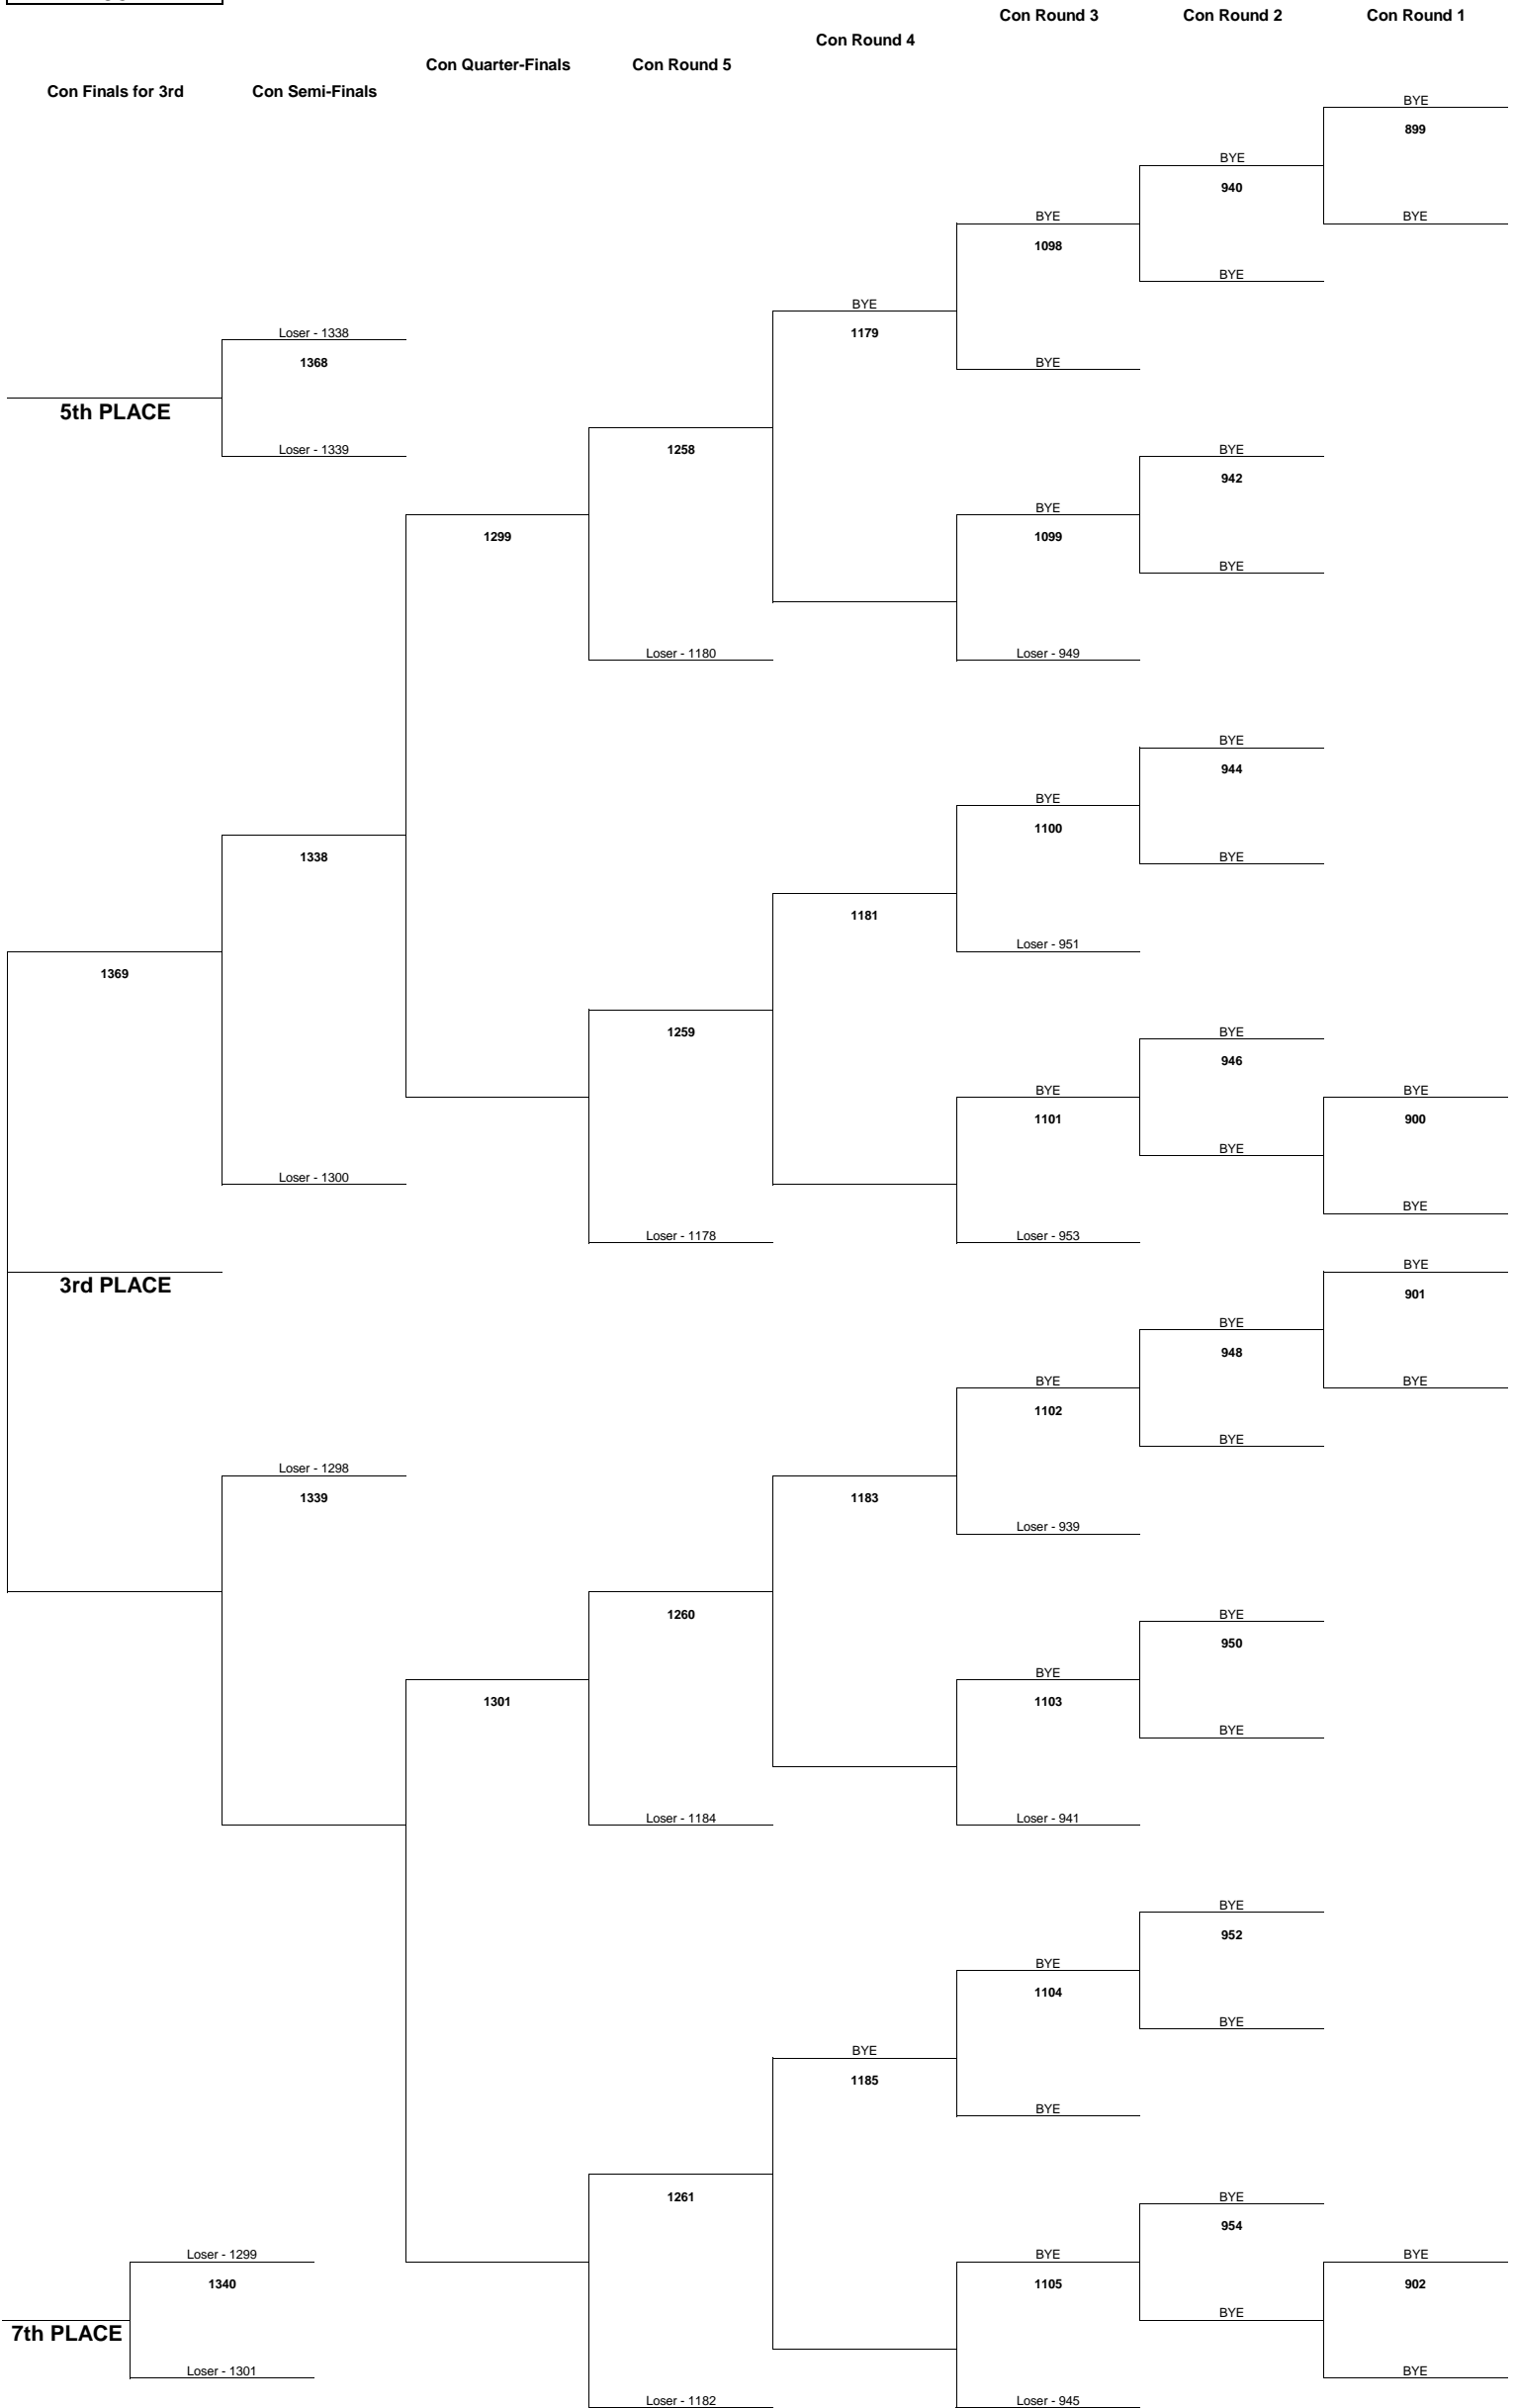 Con Round 3 Con Round 2 Con Round 1
Con Round 4
Con Quarter-Finals Con Round 5
Con Finals for 3rd Con Semi-Finals
BYE
899
BYE
940
BYE BYE
1098
BYE
BYE
Loser - 1338 1179
1368 BYE
5th PLACE
Loser - 1339 1258 BYE
942
BYE
1299 1099
BYE
Loser - 1180 Loser - 949
BYE
944
BYE
1100
1338 BYE
1181
Loser - 951
1369
1259 BYE
946
BYE BYE
1101 900
BYE
Loser - 1300
BYE
Loser - 1178 Loser - 953
BYE
3rd PLACE 901
BYE
948
BYE BYE
1102
BYE
Loser - 1298
1339 1183
Loser - 939
1260 BYE
950
BYE
1301 1103
BYE
Loser - 1184 Loser - 941
BYE
952
BYE
1104
BYE BYE
1185
BYE
1261 BYE
954
Loser - 1299 BYE BYE
1340 1105 902
BYE
7th PLACE
Loser - 1301 BYE
Loser - 1182 Loser - 945